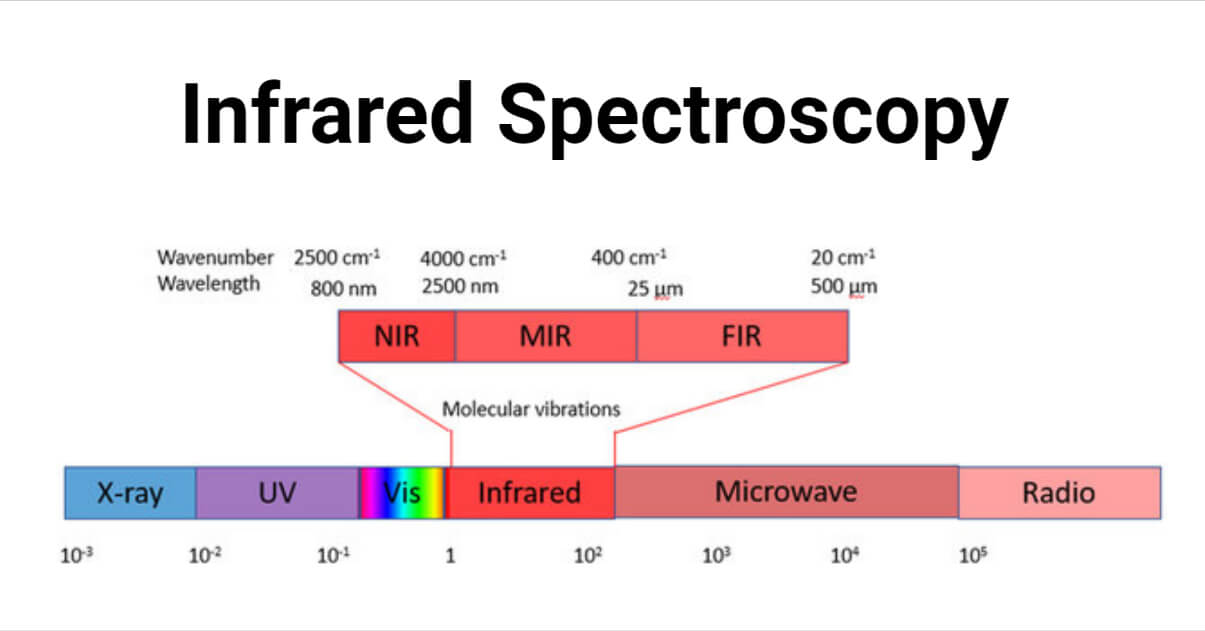 Infrared Spectroscopy
Wavenumber 2500 cm⁻¹ 4000 cm⁻¹ 400 cm⁻¹ 20 cm⁻¹
Wavelength 800 nm 2500 nm 25 µm 500 µm
NIR MIR FIR
Molecular vibrations
X-ray UV Vis Infrared Microwave Radio
10⁻³ 10⁻² 10⁻¹ 1 10² 10³ 10⁴ 10⁵